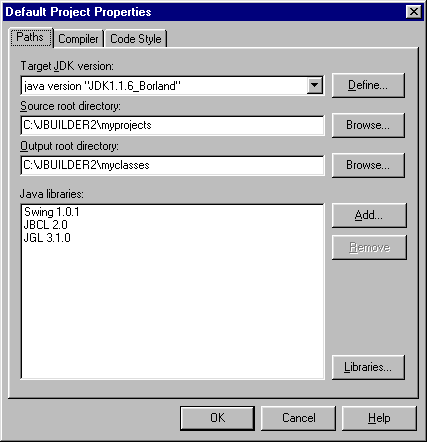 Default Project Properties
Paths Compiler Code Style
Target JDK version:
java version "JDK1.1.6_Borland" Define...
Source root directory:
C:\JBUILDER2\myprojects Browse...
Output root directory:
C:\JBUILDER2\myclasses Browse...
Java libraries:
Swing 1.0.1 Add...
JBCL 2.0
JGL 3.1.0 Remove
Libraries...
OK Cancel Help